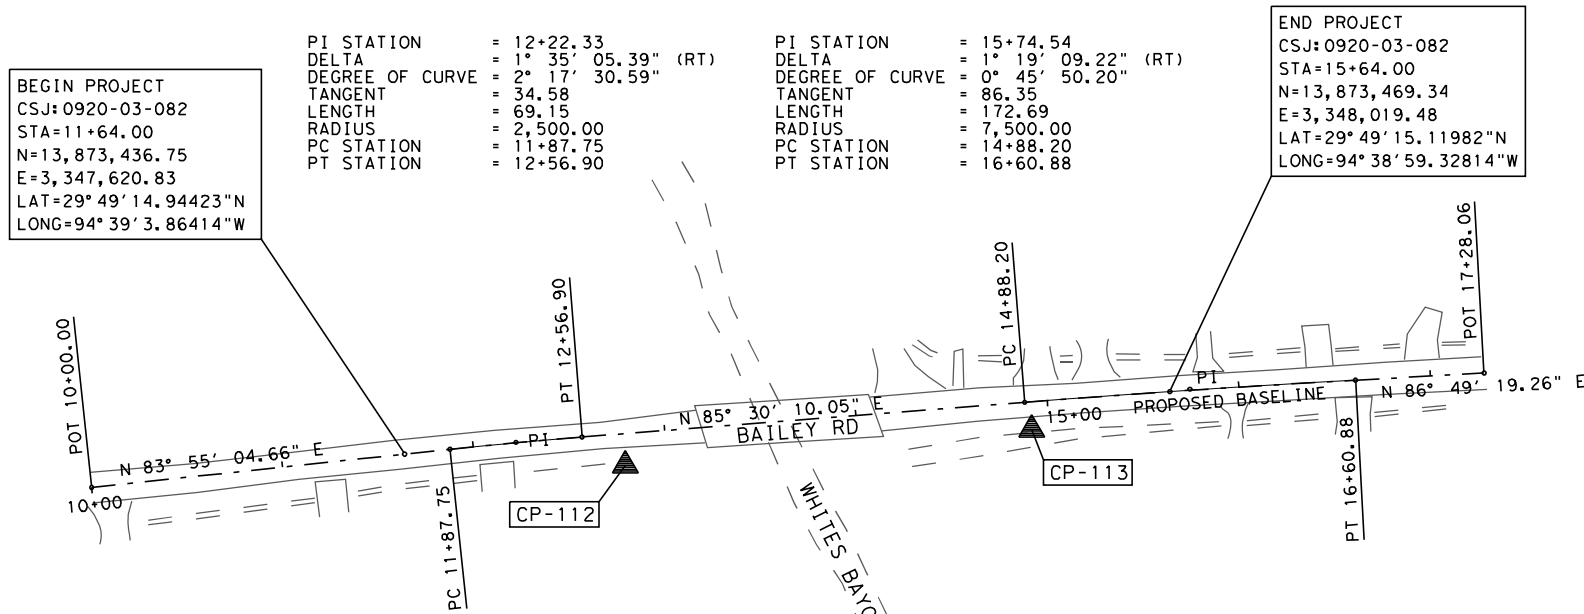 BEGIN PROJECT
CSJ:0920-03-082
STA=11+64.00
N=13,873,436.75
E=3,347,620.83
LAT=29°49'14.94423"N
LONG=94°39'3.86414"W
PI STATION = 12+22.33
DELTA = 1° 35' 05.39" (RT)
DEGREE OF CURVE = 2° 17' 30.59"
TANGENT = 34.58
LENGTH = 69.15
RADIUS = 2,500.00
PC STATION = 11+87.75
PT STATION = 12+56.90
PI STATION = 15+74.54
DELTA = 1° 19' 09.22" (RT)
DEGREE OF CURVE = 0° 45' 50.20"
TANGENT = 86.35
LENGTH = 172.69
RADIUS = 7,500.00
PC STATION = 14+88.20
PT STATION = 16+60.88
END PROJECT
CSJ:0920-03-082
STA=15+64.00
N=13,873,469.34
E=3,348,019.48
LAT=29°49'15.11982"N
LONG=94°38'59.32814"W
POT 10+00.00
PT 12+56.90
PC 14+88.20
POT 17+28.06
N 83° 55' 04.66" E
PI
N 85° 30' 10.05" E
BAILEY RD
15+00
PI
PROPOSED BASELINE
N 86° 49' 19.26" E
10+00
PC 11+87.75
CP-112
CP-113
PT 16+60.88
WHITES BAYO